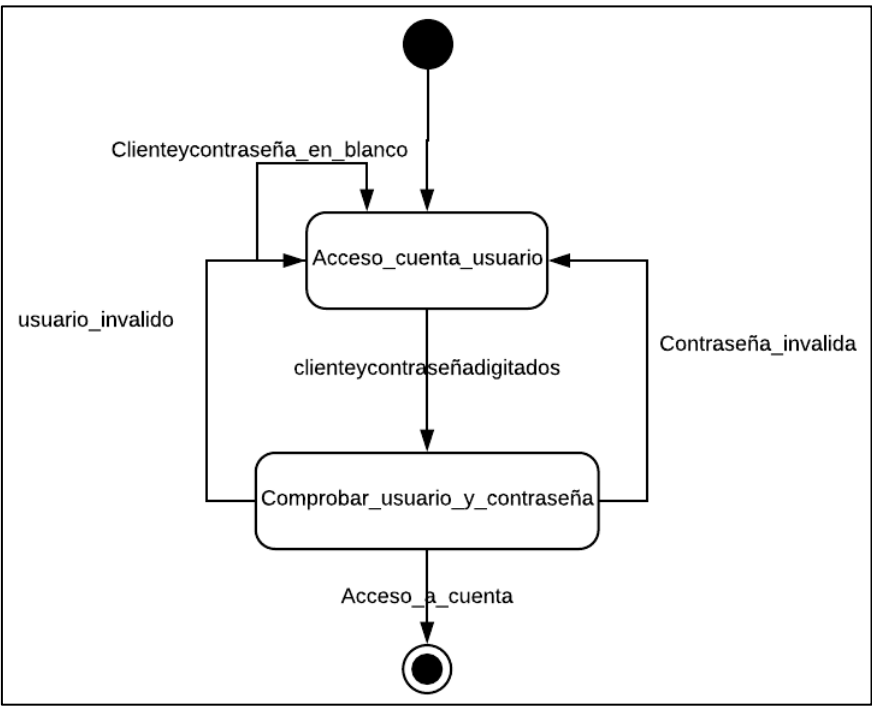 Clienteycontraseña_en_blanco
Acceso_cuenta_usuario
usuario_invalido
Contraseña_invalida
clienteycontraseñadigitados
Comprobar_usuario_y_contraseña
Acceso_a_cuenta